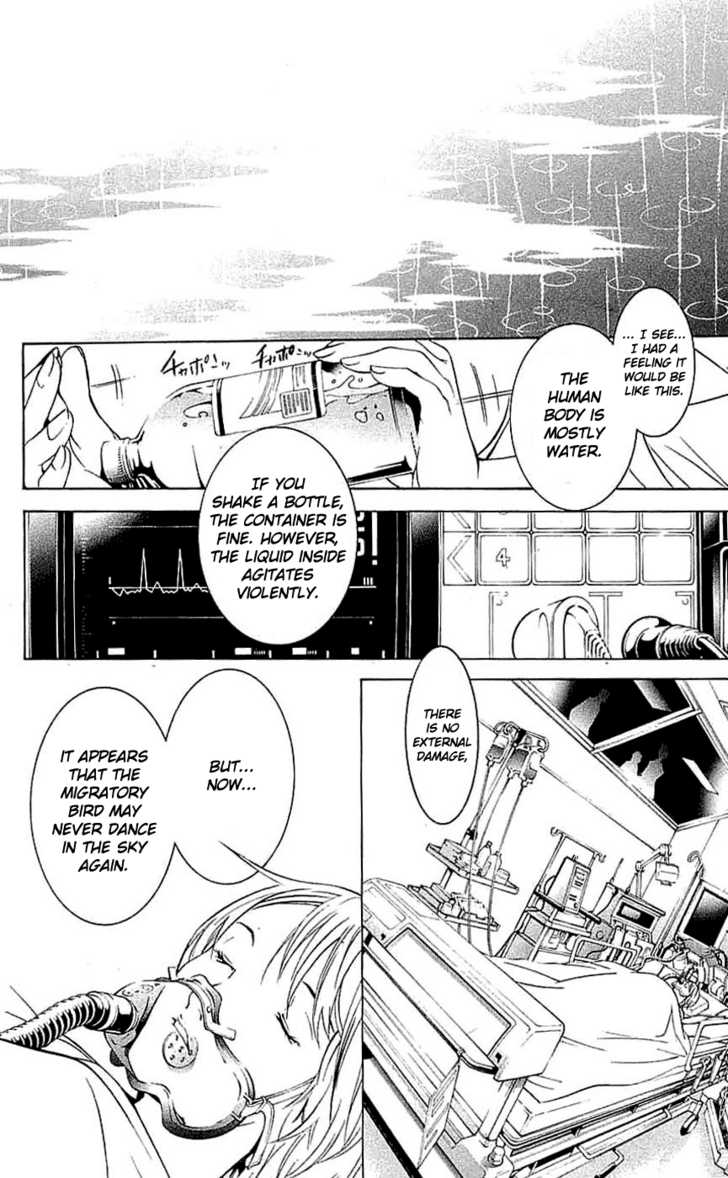 ... I SEE...
I HAD A
FEELING IT
WOULD BE
LIKE THIS.
THE
HUMAN
BODY IS
MOSTLY
WATER.
チャポンッ
チャポンッ
IF YOU
SHAKE A BOTTLE,
THE CONTAINER IS
FINE. HOWEVER,
THE LIQUID INSIDE
AGITATES
VIOLENTLY.
4
THERE
IS NO
EXTERNAL
DAMAGE,
BUT...
NOW...
IT APPEARS
THAT THE
MIGRATORY
BIRD MAY
NEVER DANCE
IN THE SKY
AGAIN.